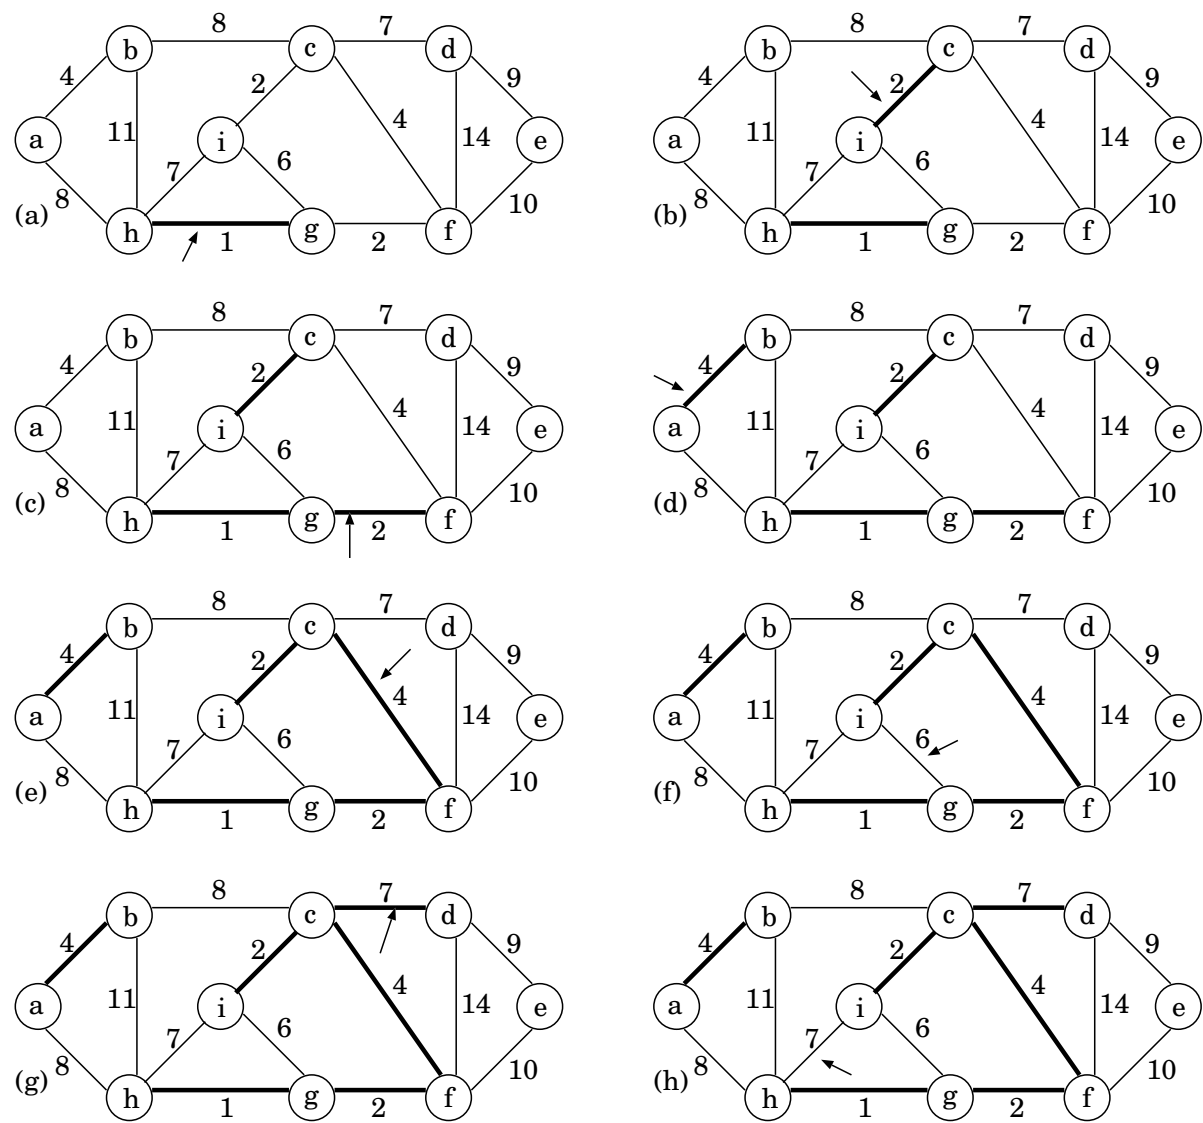 8 7 8 7
b c d b c d
4 2 9 4 2 9
11 4 14 11 4 14
a i e a i e
7 6 7 6
(a) 8 10 (b) 8 10
h g f h g f
1 2 1 2
8 7 8 7
b c d b c d
4 2 9 4 2 9
11 4 14 11 4 14
a i e a i e
7 6 7 6
(c) 8 10 (d) 8 10
h g f h g f
1 2 1 2
8 7 8 7
b c d b c d
4 2 9 4 2 9
11 4 14 11 4 14
a i e a i e
7 6 7 6
(e) 8 10 (f) 8 10
h g f h g f
1 2 1 2
8 7 8 7
b c d b c d
4 2 9 4 2 9
11 4 14 11 4 14
a i e a i e
7 6 7 6
(g) 8 10 (h) 8 10
h g f h g f
1 2 1 2